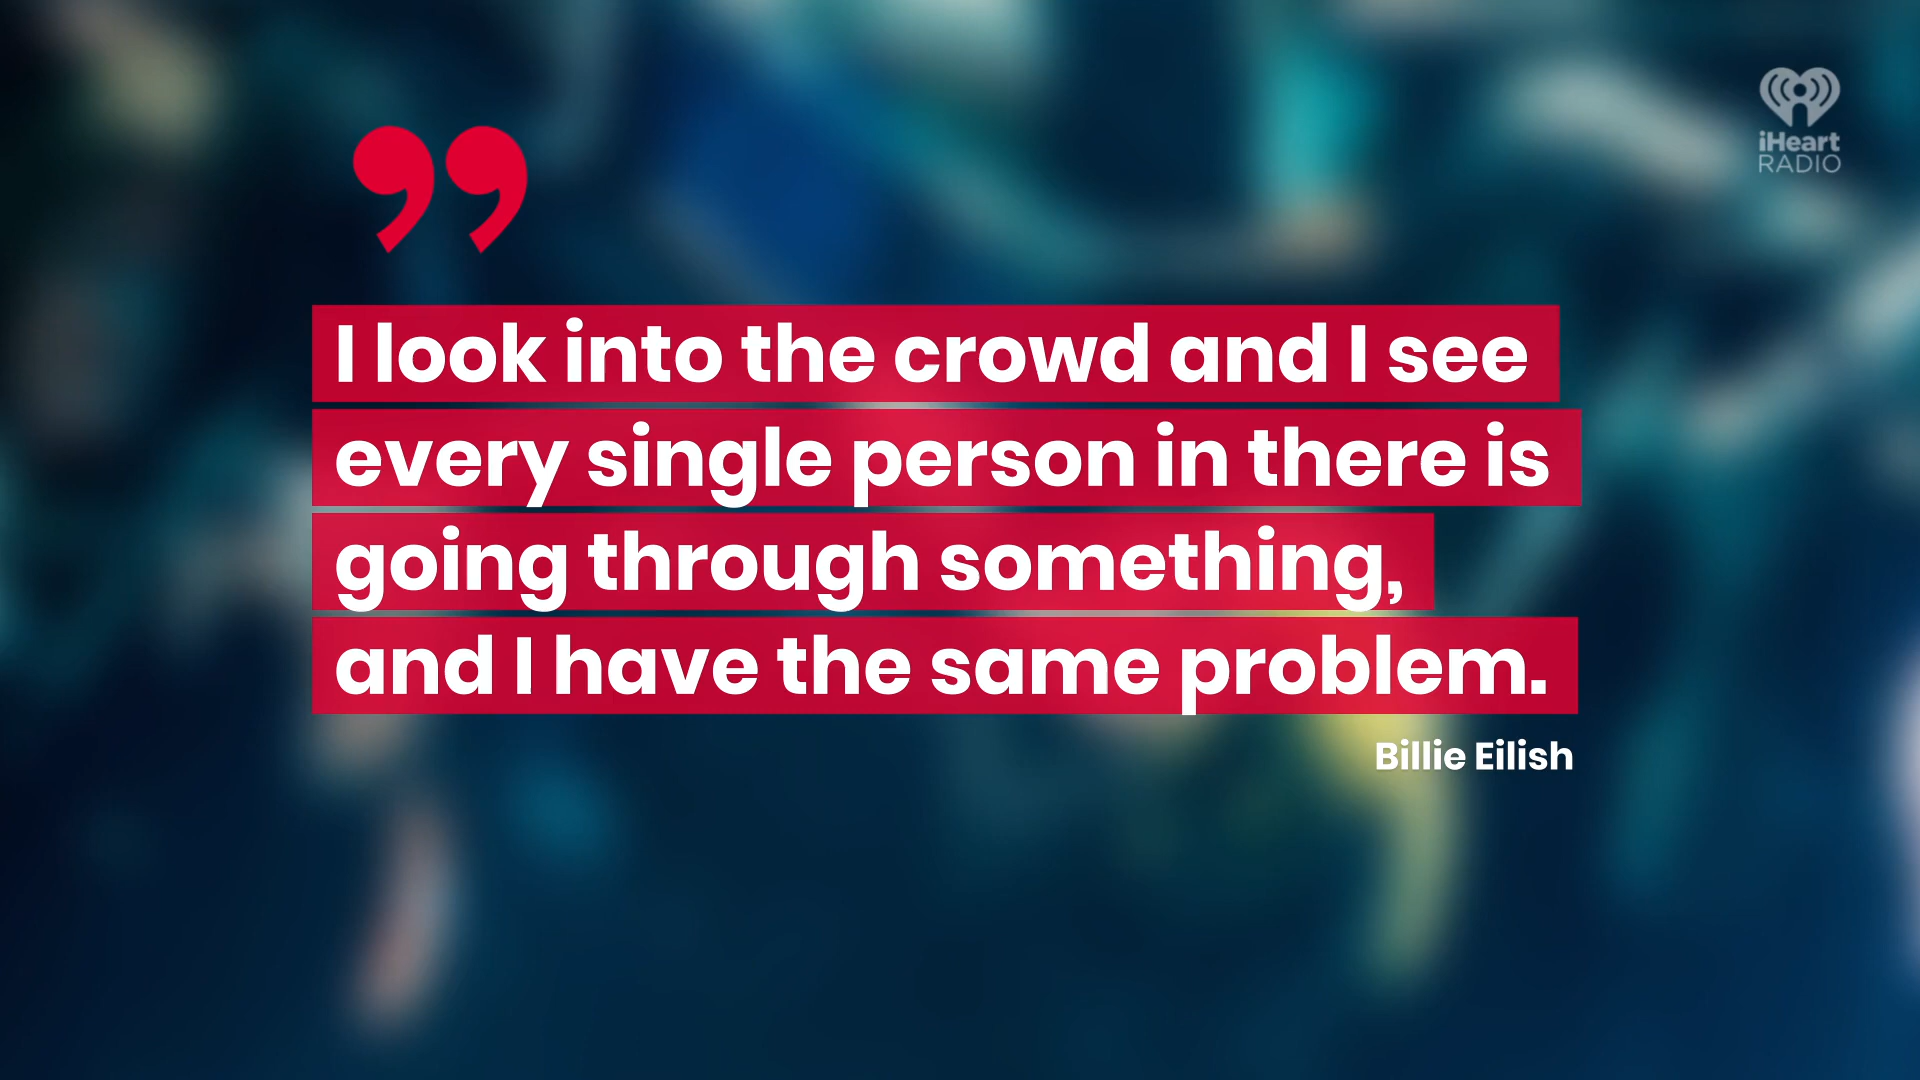 iHeart
RADIO
”
I look into the crowd and I see
every single person in there is
going through something,
and I have the same problem.
Billie Eilish